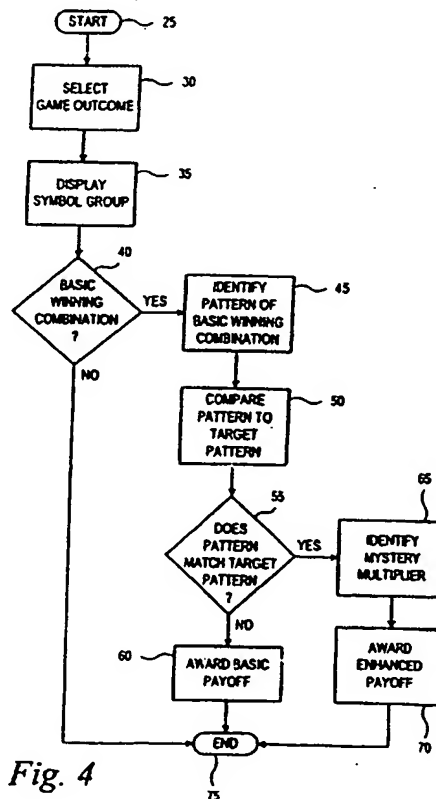 START
25
SELECT
GAME OUTCOME
30
DISPLAY
SYMBOL GROUP
35
BASIC
WINNING
COMBINATION
?
40
YES
NO
IDENTIFY
PATTERN OF
BASIC WINNING
COMBINATION
45
COMPARE
PATTERN TO
TARGET
PATTERN
50
DOES
PATTERN
MATCH TARGET
PATTERN
?
55
YES
NO
IDENTIFY
MYSTERY
MULTIPLIER
65
60
AWARD BASIC
PAYOFF
AWARD
ENHANCED
PAYOFF
70
END
75
Fig. 4